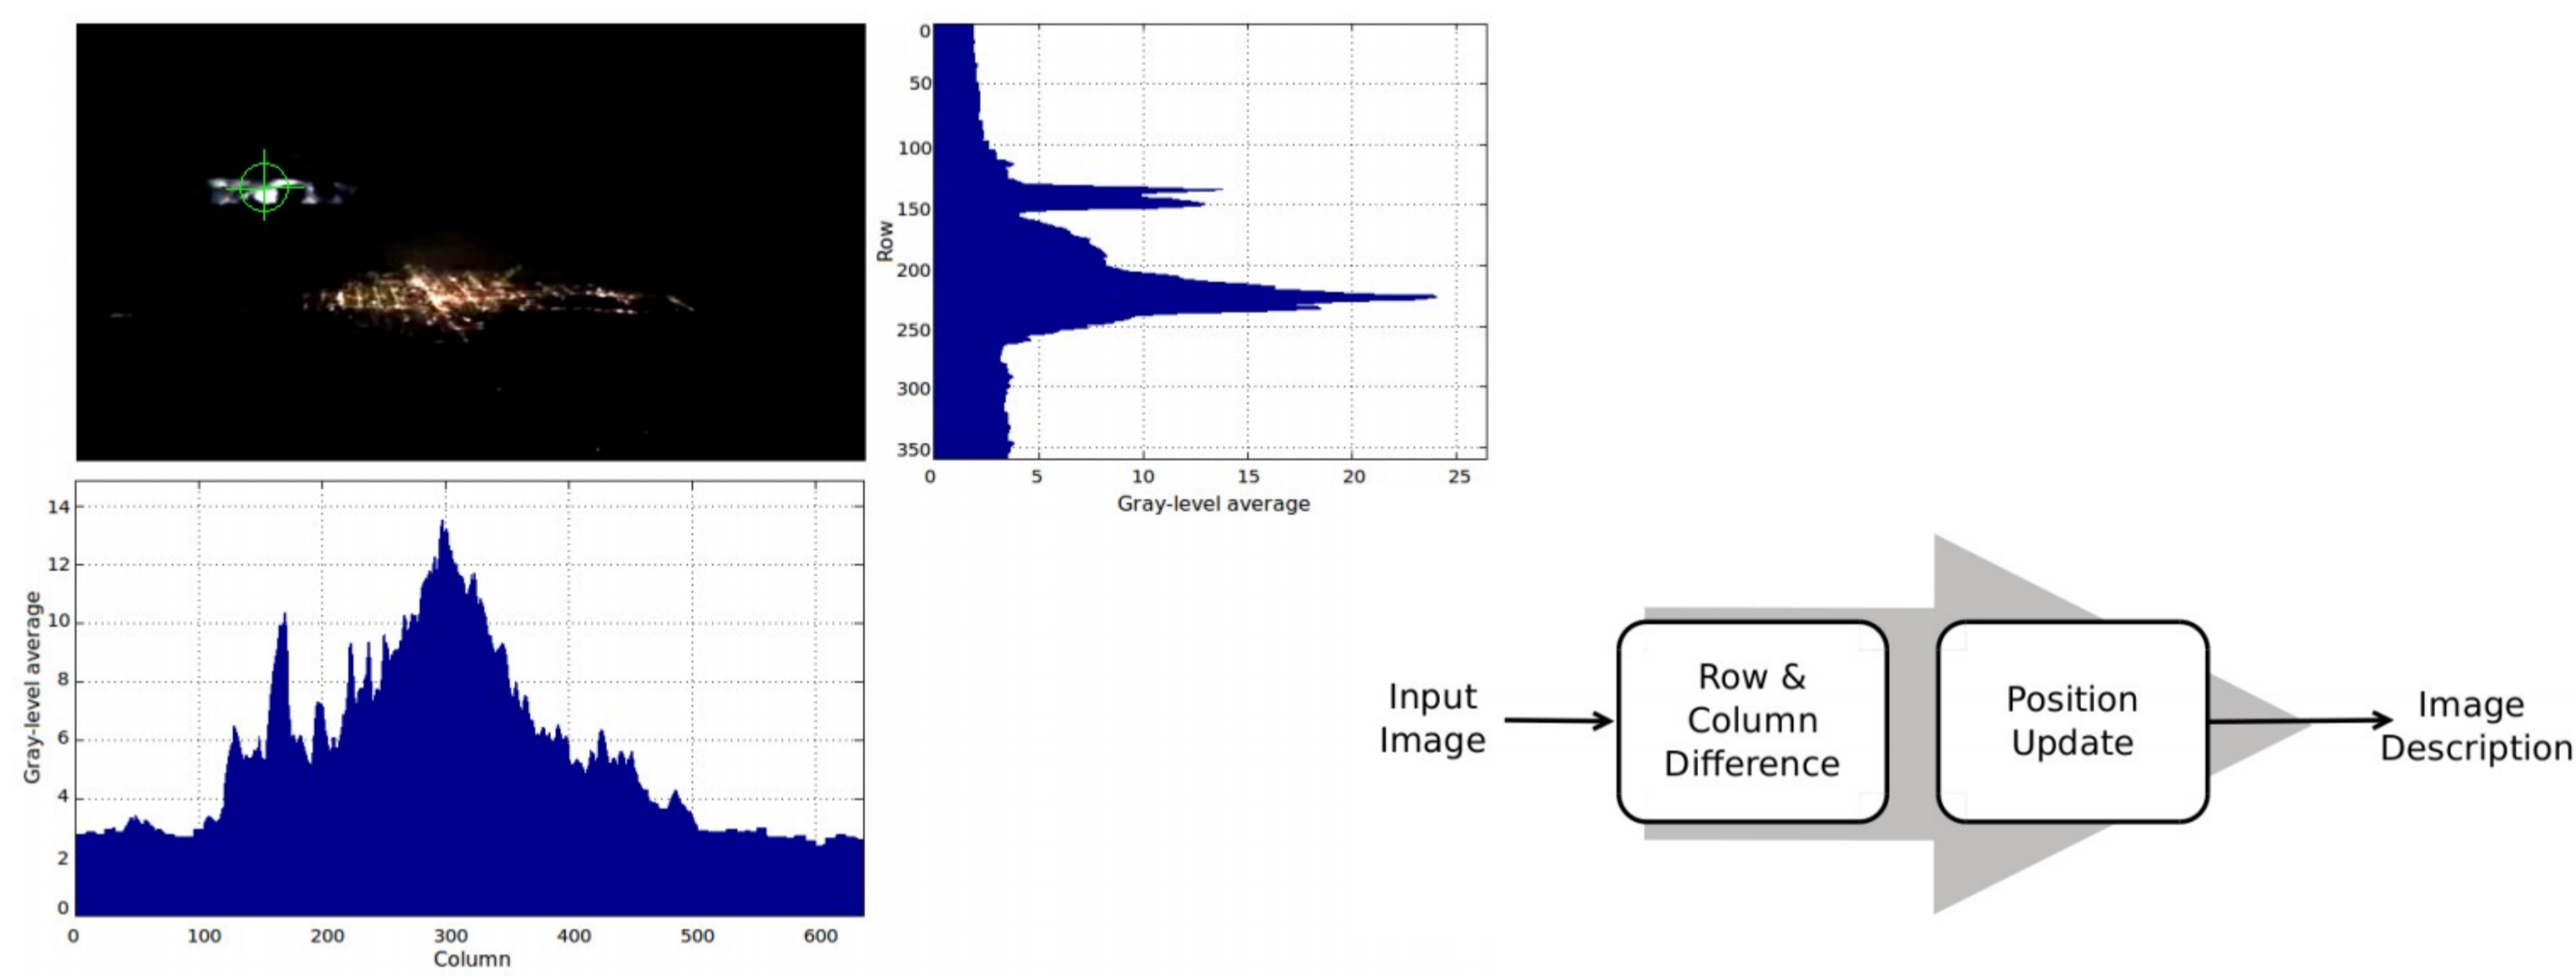 0
50
100
150
200
250
300
350
Row
0 5 10 15 20 25
Gray-level average
14
12
10
8
6
4
2
0
Gray-level average
0 100 200 300 400 500 600
Column
Input
Image
Row &
Column
Difference
Position
Update
Image
Description